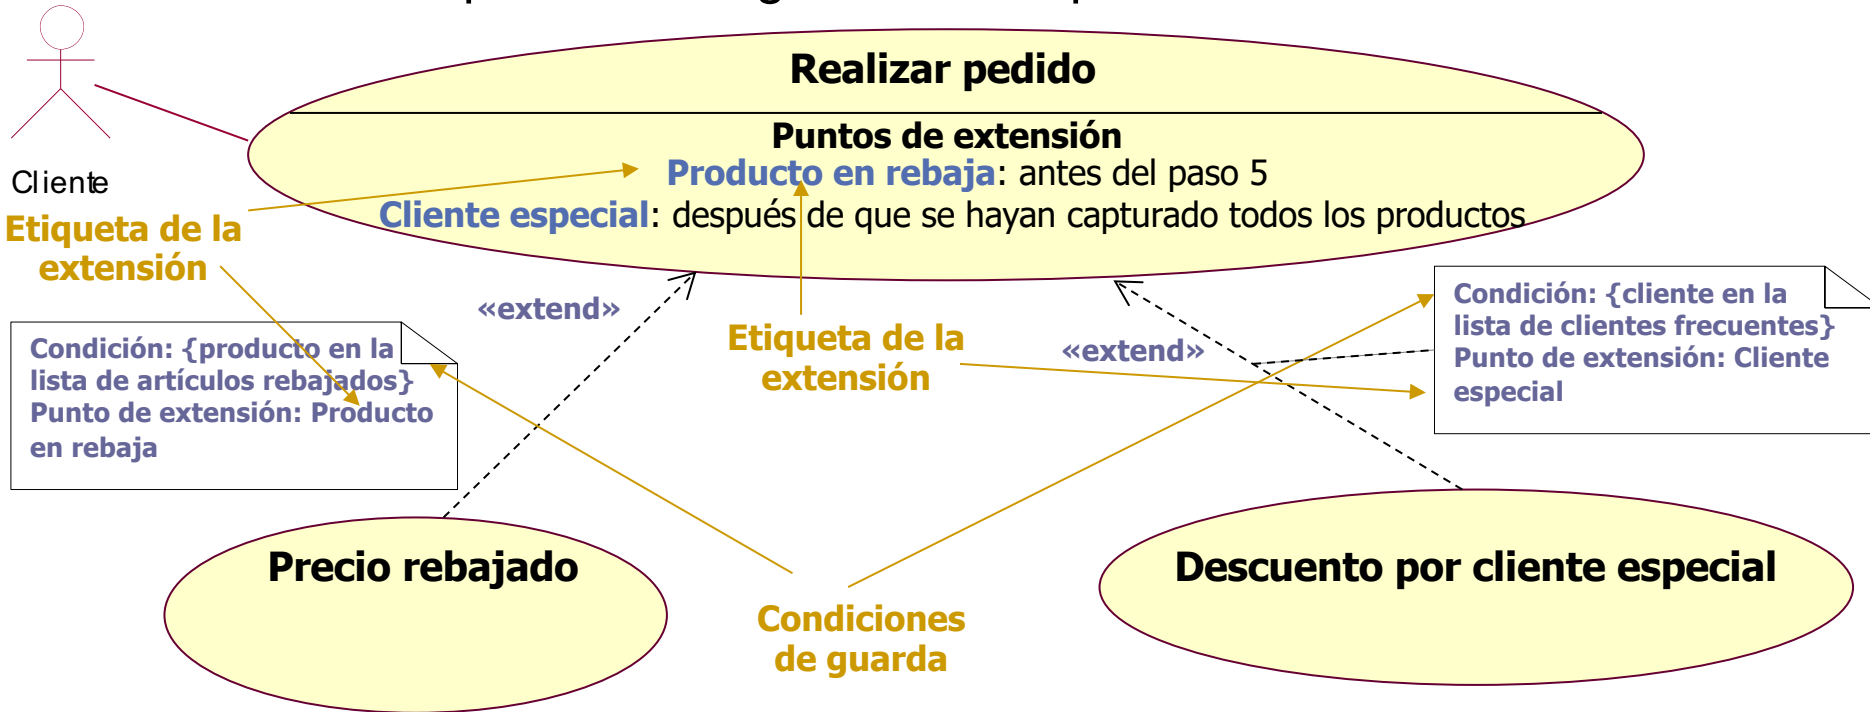 Realizar pedido
Puntos de extensión
Producto en rebaja: antes del paso 5
Cliente especial: después de que se hayan capturado todos los productos
Cliente
Etiqueta de la
extensión
«extend»
Condición: {producto en la
lista de artículos rebajados}
Punto de extensión: Producto
en rebaja
Etiqueta de la
extensión
«extend»
Condición: {cliente en la
lista de clientes frecuentes}
Punto de extensión: Cliente
especial
Precio rebajado
Descuento por cliente especial
Condiciones
de guarda